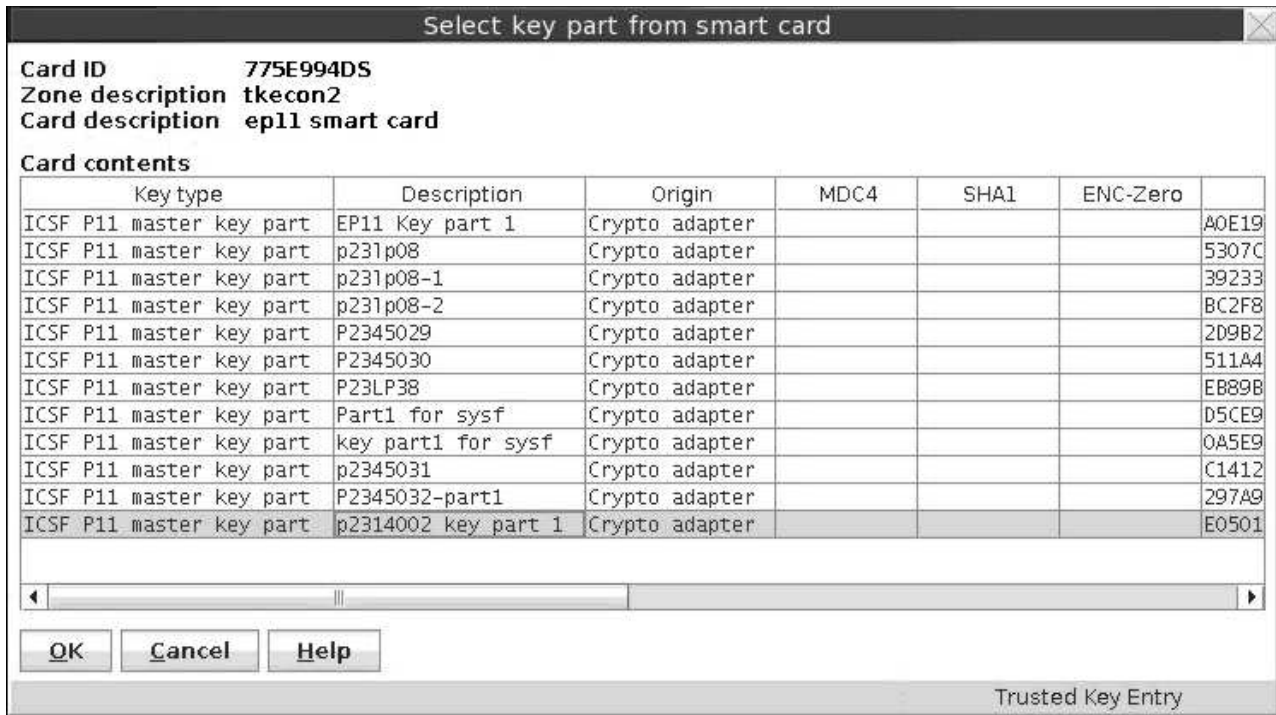 Select key part from smart card
Card ID 775E994DS
Zone description tkecon2
Card description ep11 smart card
Card contents
Key type Description Origin MDC4 SHA1 ENC-Zero
ICSF P11 master key part EP11 Key part 1 Crypto adapter A0E19
ICSF P11 master key part p23lp08 Crypto adapter 5307C
ICSF P11 master key part p23lp08-1 Crypto adapter 39233
ICSF P11 master key part p23lp08-2 Crypto adapter BC2F8
ICSF P11 master key part P2345029 Crypto adapter 2D9B2
ICSF P11 master key part P2345030 Crypto adapter 511A4
ICSF P11 master key part P23LP38 Crypto adapter EB89B
ICSF P11 master key part Part1 for sysf Crypto adapter D5CE9
ICSF P11 master key part key part1 for sysf Crypto adapter 0A5E9
ICSF P11 master key part p2345031 Crypto adapter C1412
ICSF P11 master key part P2345032-part1 Crypto adapter 297A9
ICSF P11 master key part p2314002 key part 1 Crypto adapter E0501
OK Cancel Help
Trusted Key Entry